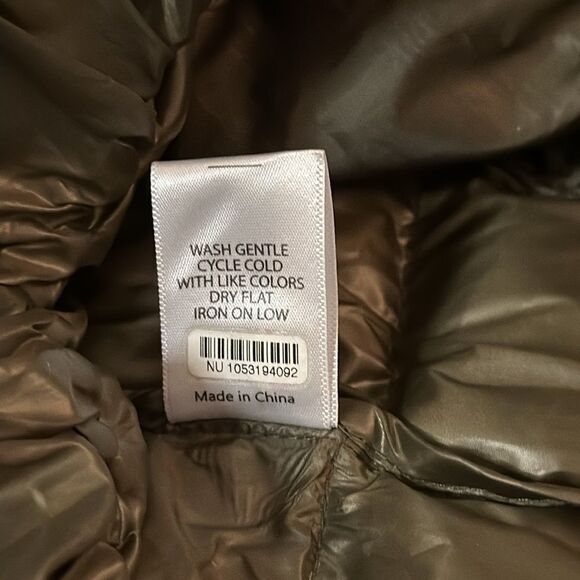 WASH GENTLE
CYCLE COLD
WITH LIKE COLORS
DRY FLAT
IRON ON LOW
NU 1053194092
Made in China